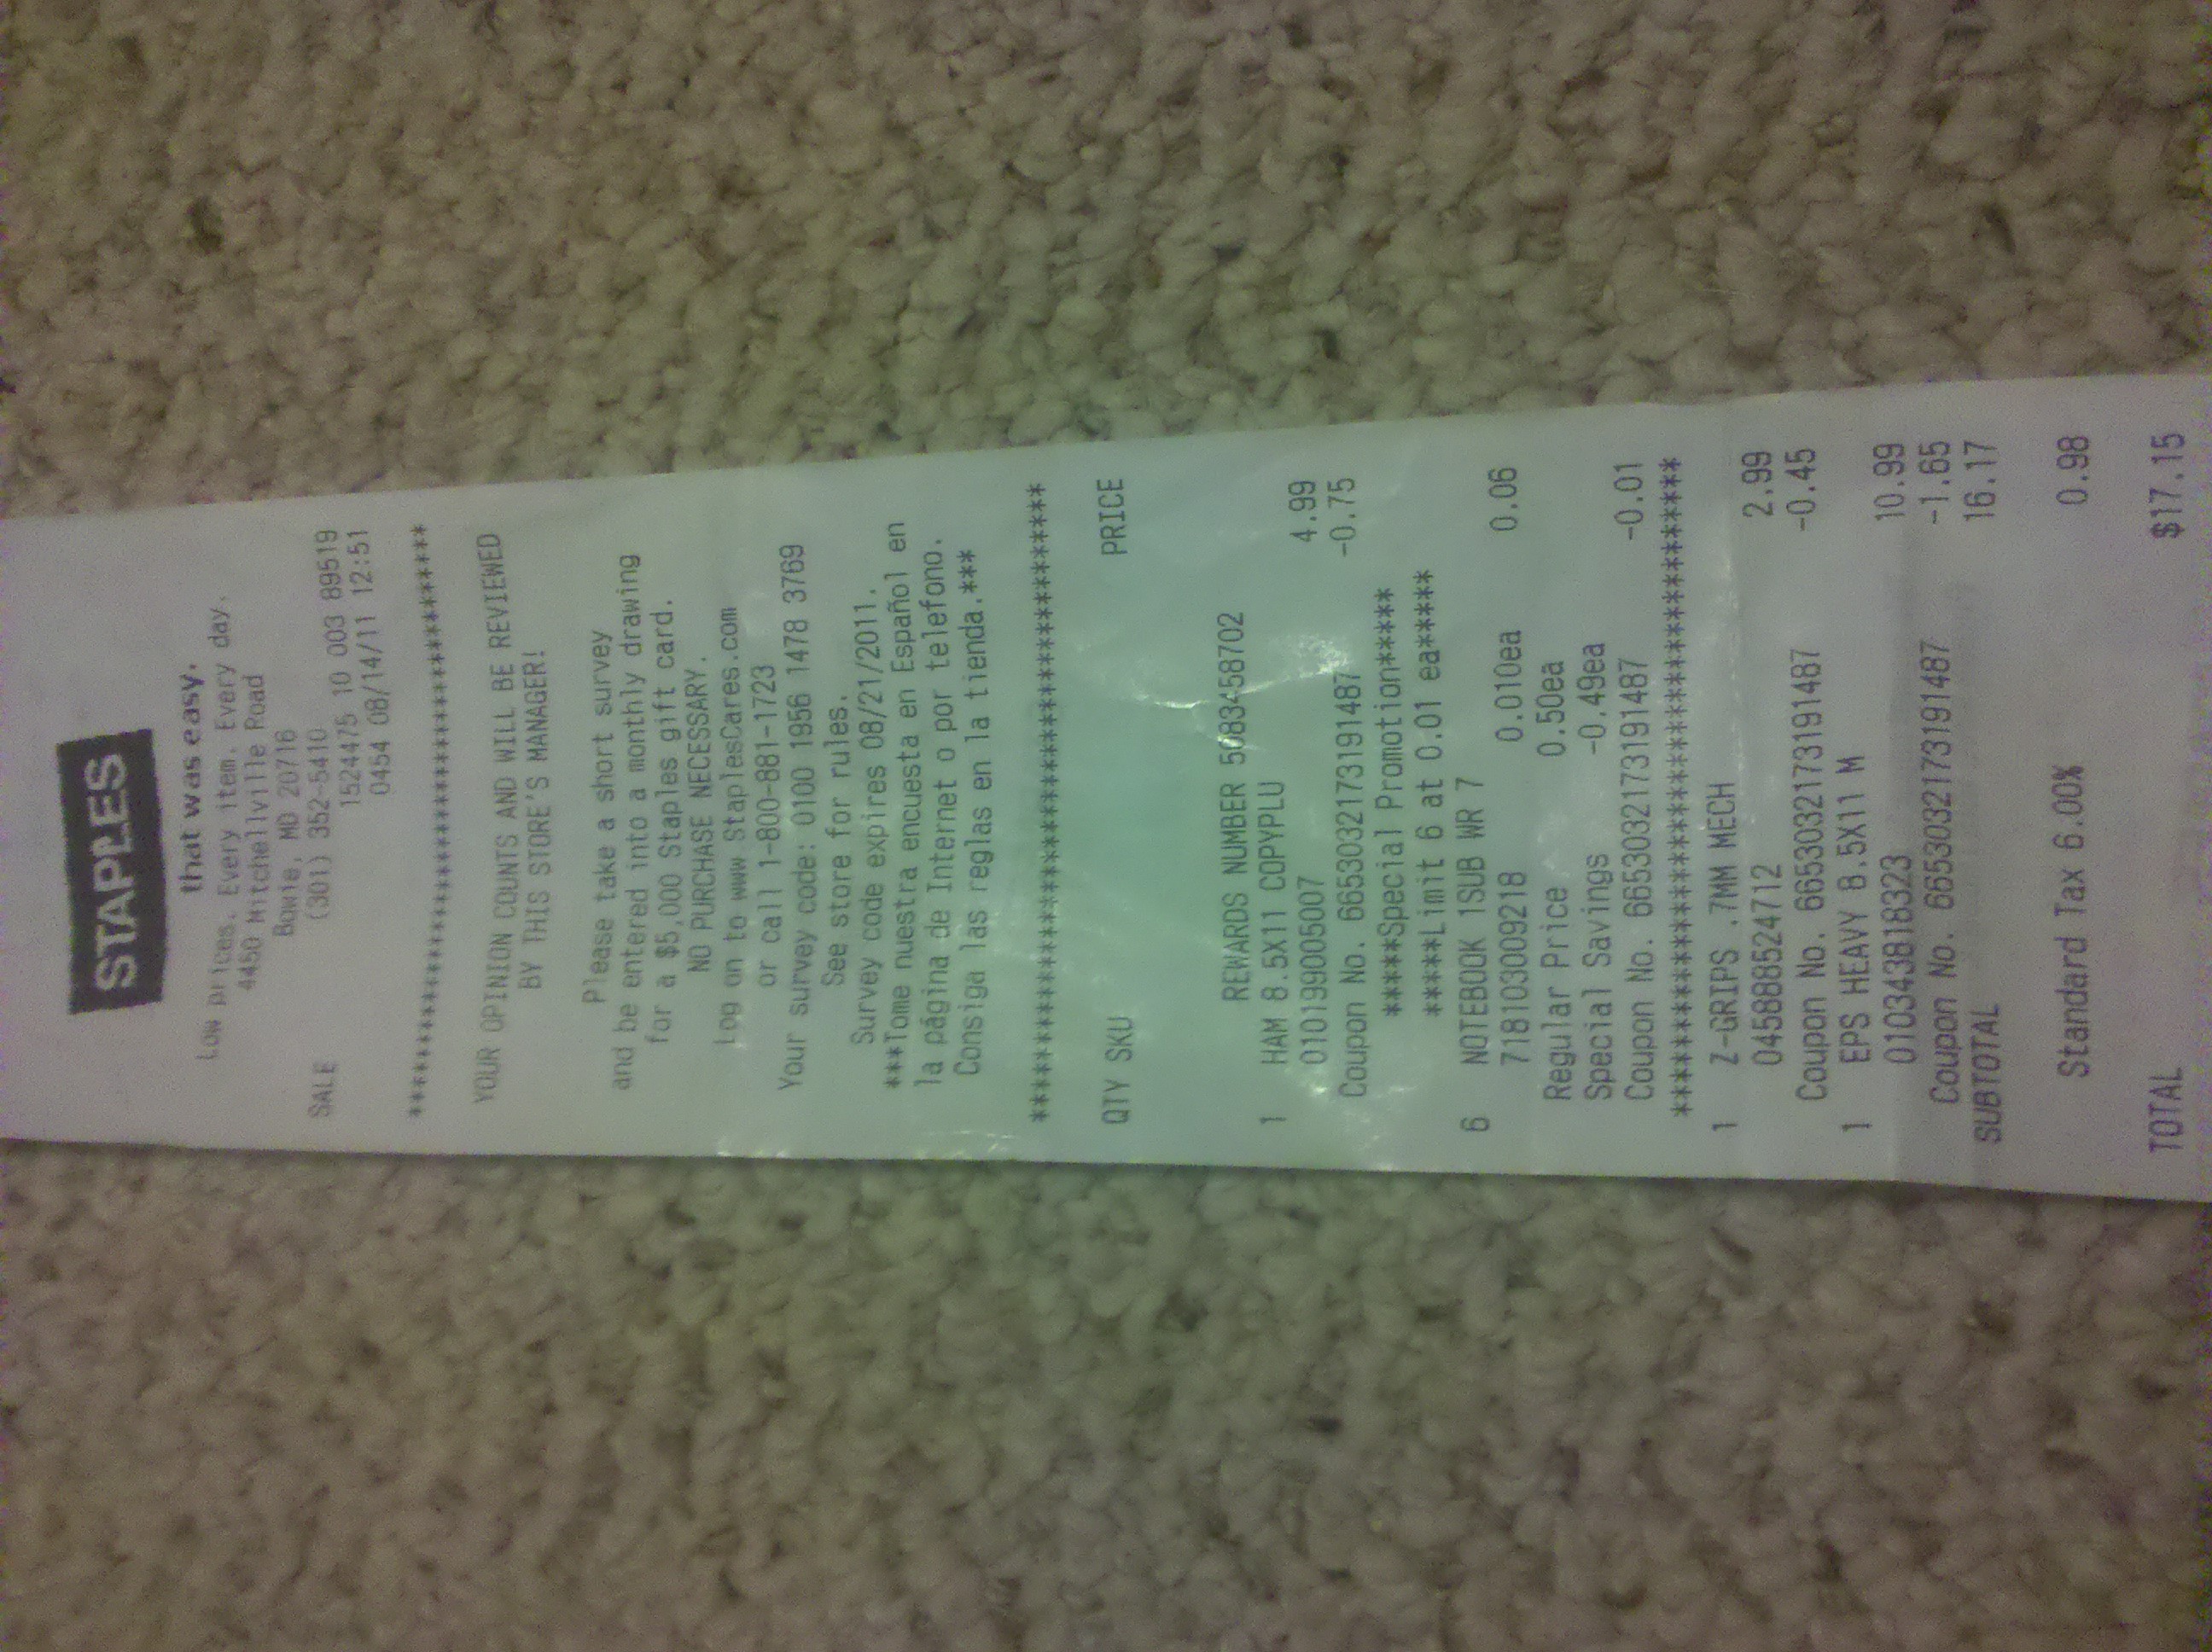 STAPLES
that was easy.
Low prices. Every item. Every day.
4450 Mitchellville Road
Bowie, MD 20716
(301) 352-5410
SALE 1524475 10 003 89519
0454 08/14/11 12:51
****************************************
YOUR OPINION COUNTS AND WILL BE REVIEWED
BY THIS STORE'S MANAGER!
Please take a short survey
and be entered into a monthly drawing
for a $5,000 Staples gift card.
NO PURCHASE NECESSARY.
Log on to www StaplesCares.com
or call 1-800-881-1723
Your survey code: 0100 1956 1478 3769
See store for rules.
Survey code expires 08/21/2011.
***Tome nuestra encuesta en Español en
la página de Internet o por telefono.
Consiga las reglas en la tienda.***
****************************************
QTY SKU PRICE
REWARDS NUMBER 5083458702
1 HAM 8.5X11 COPYPLU
010199005007 4.99
Coupon No. 66530321731​91487 -0.75
*****Special Promotion*****
*****Limit 6 at 0.01 ea*****
6 NOTEBOOK 1SUB WR 7
718103009218 0.010ea 0.06
Regular Price 0.50ea
Special Savings -0.49ea
Coupon No. 6653032173191487 -0.01
****************************************
1 Z-GRIPS .7MM MECH
045888524712 2.99
Coupon No. 6653032173191487 -0.45
1 EPS HEAVY 8.5X11 M
010343818323 10.99
Coupon No. 6653032173191487 -1.65
SUBTOTAL 16.17
Standard Tax 6.00% 0.98
TOTAL $17.15